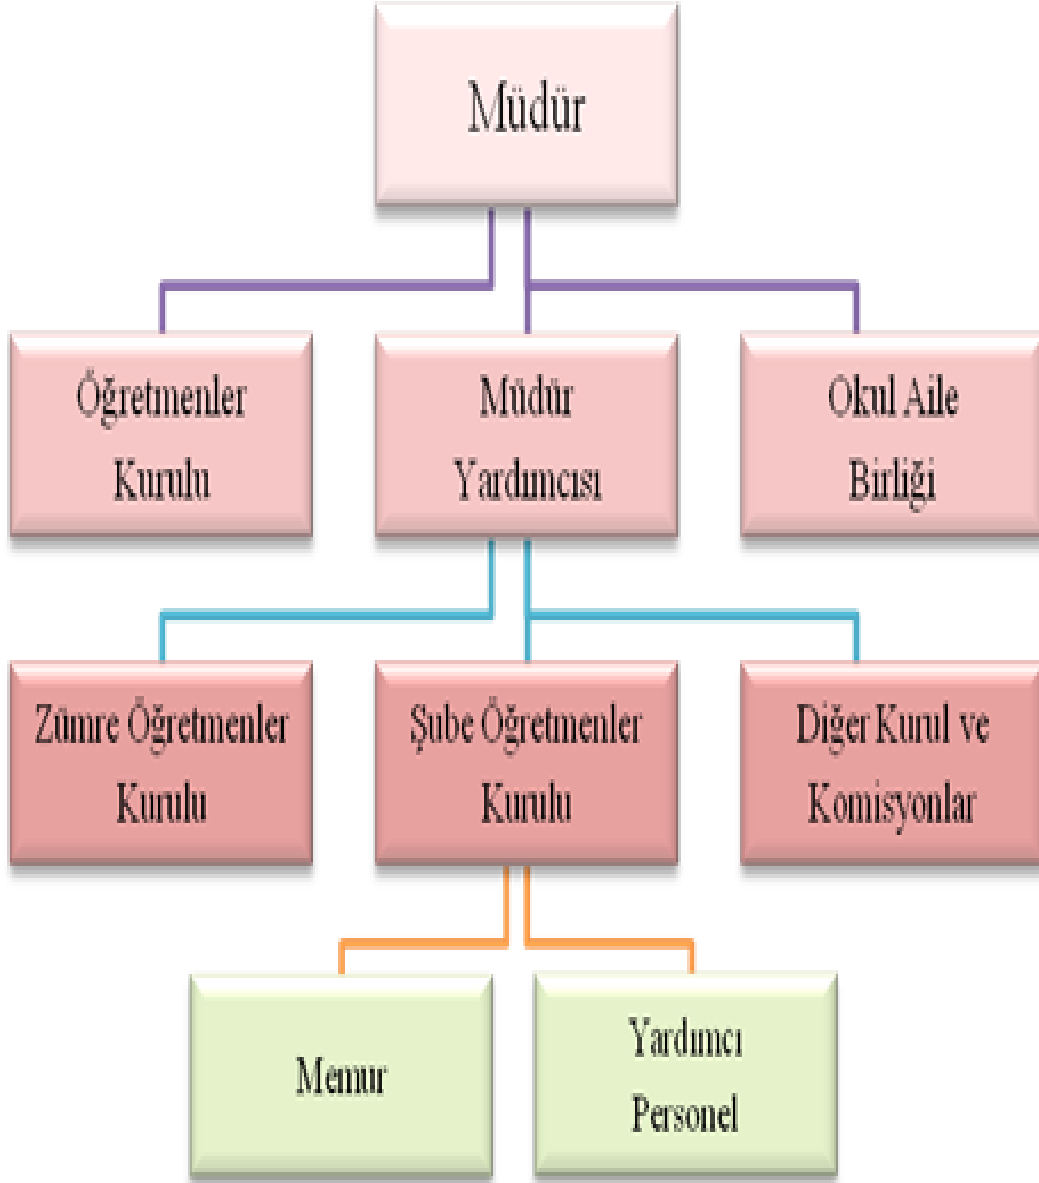 Müdür
Öğretmenler
Kurulu
Müdür
Yardımcısı
Okul Aile
Birliği
Zümre Öğretmenler
Kurulu
Şube Öğretmenler
Kurulu
Diğer Kurul ve
Komisyonlar
Memur
Yardımcı
Personel